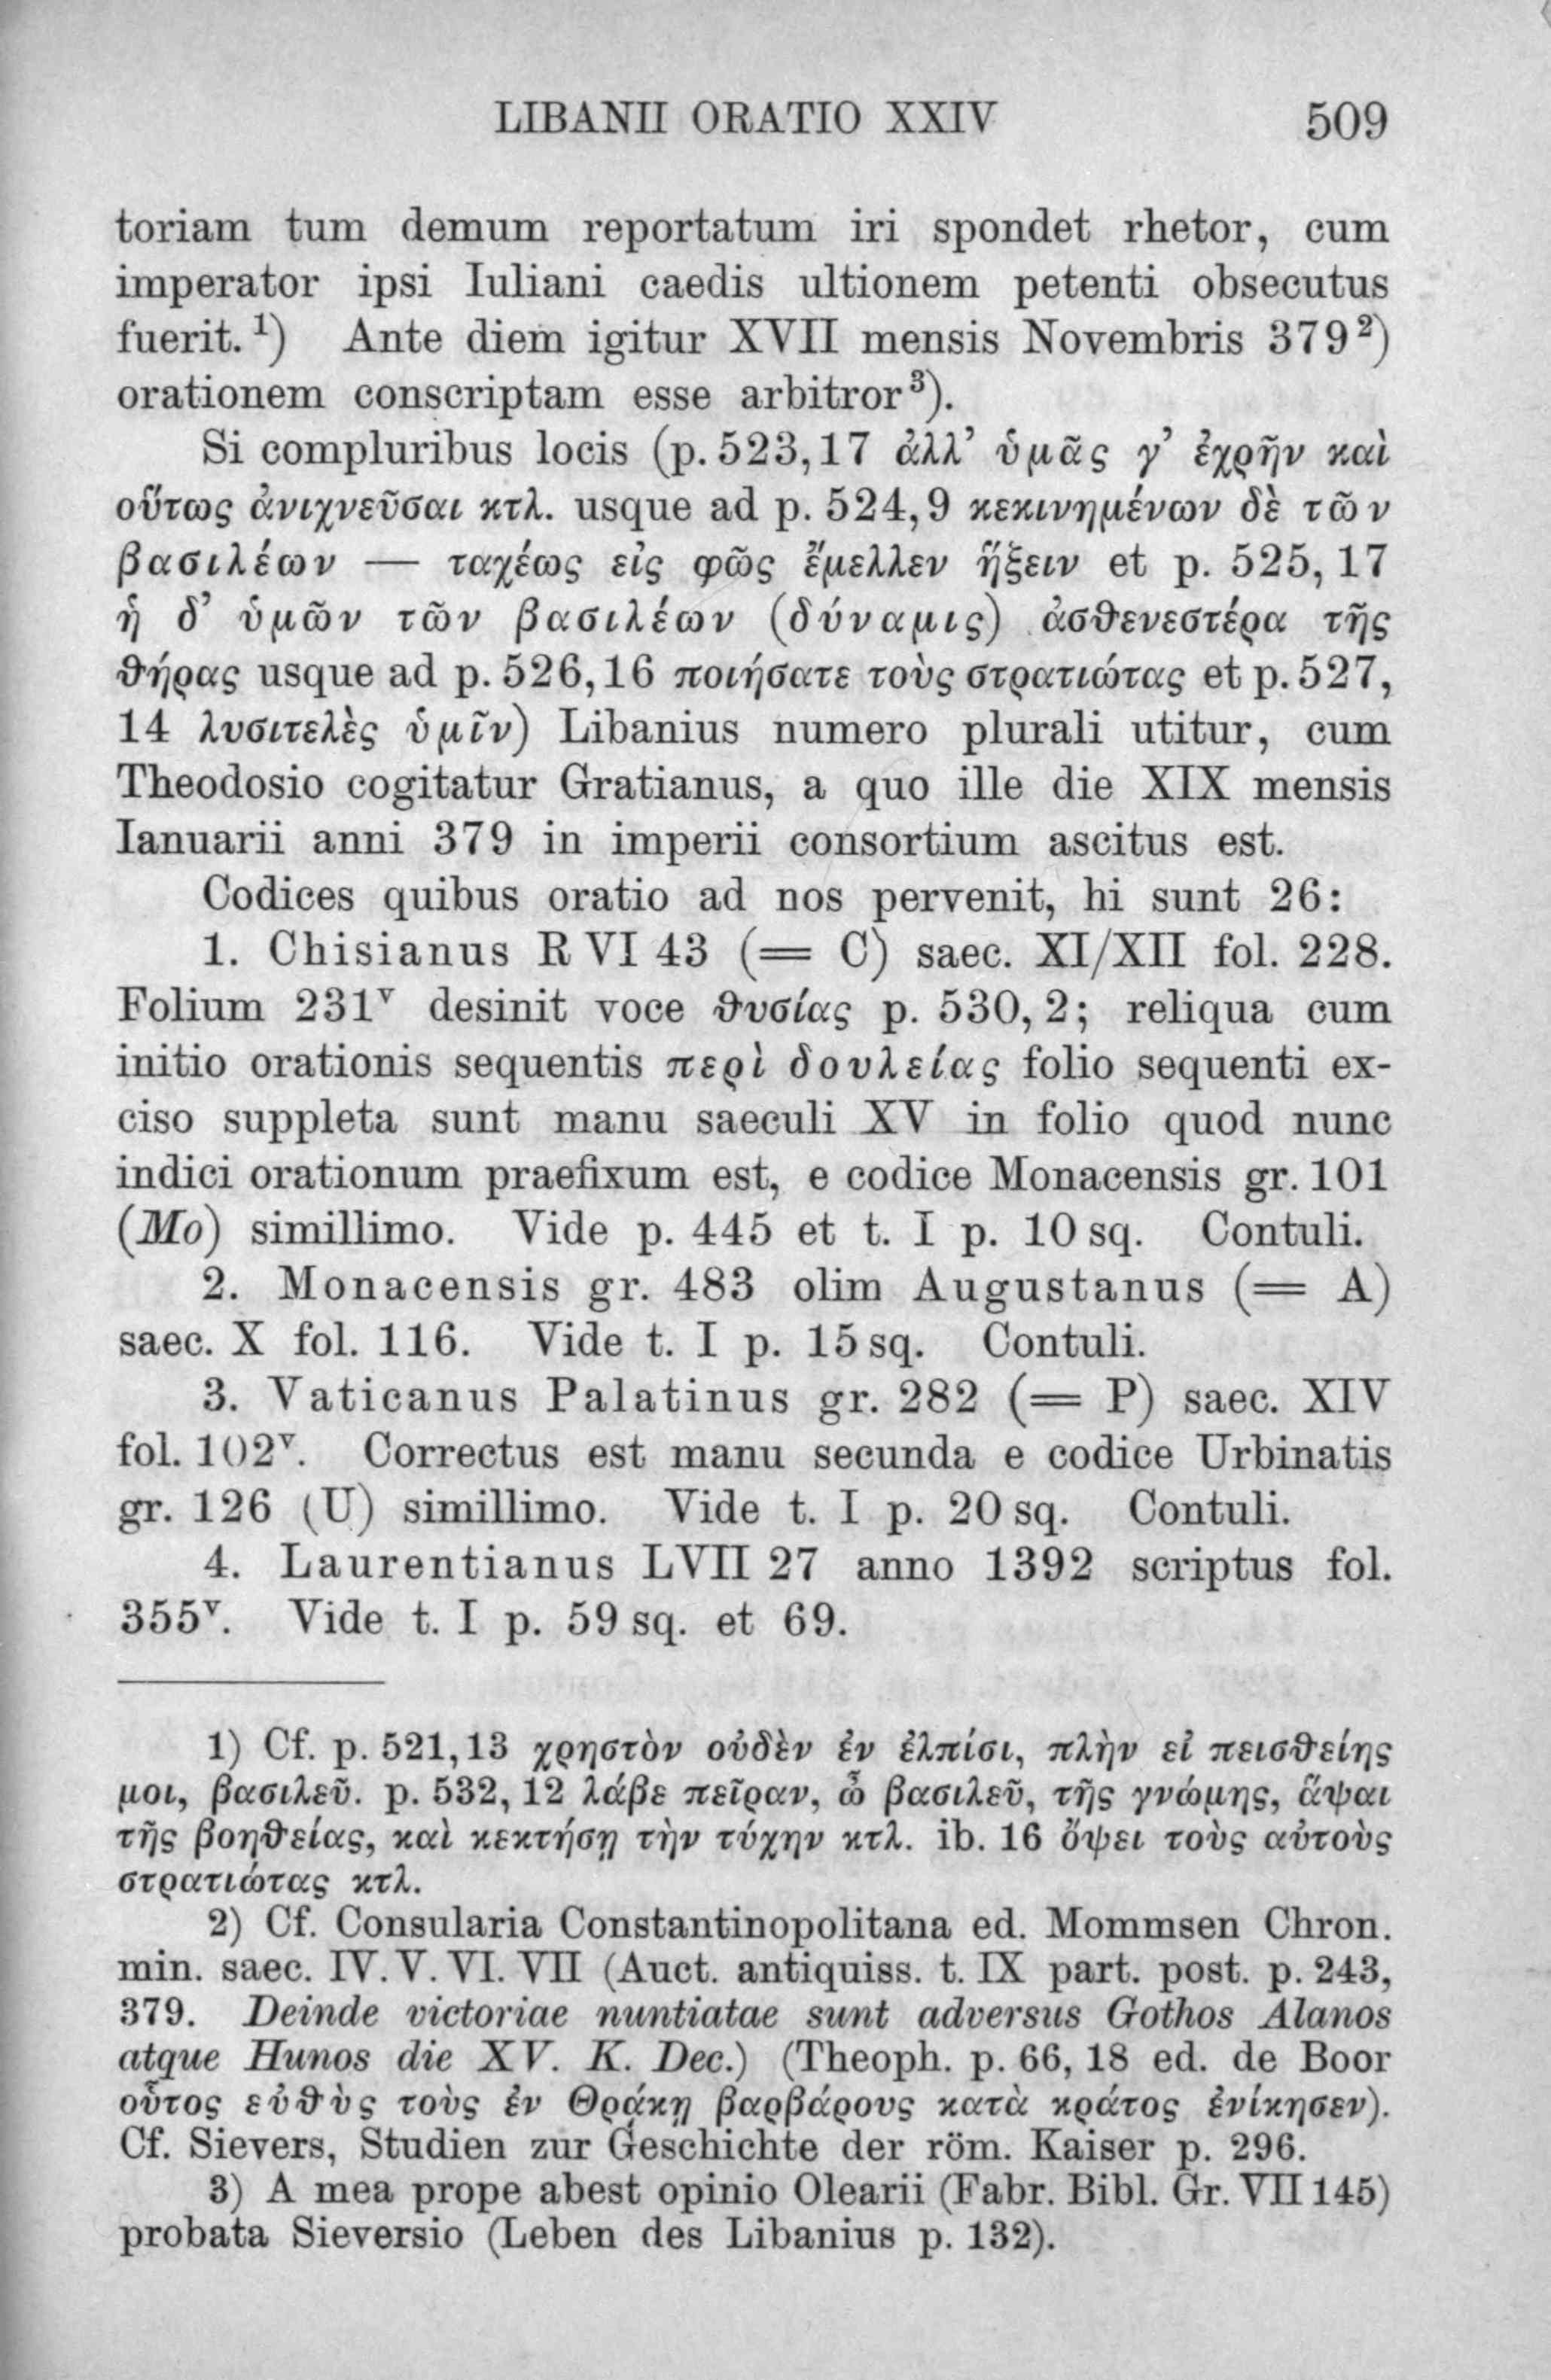 LIBANII ORATIO XXIV 509
toriam tum demum reportatum iri spondet rhetor, cum
imperator ipsi Iuliani caedis ultionem petenti obsecutus
fuerit.¹) Ante diem igitur XVII mensis Novembris 379²)
orationem conscriptam esse arbitror³).
Si compluribus locis (p. 523,17 ἀλλ’ ὑμᾶς γ’ ἐχρῆν καὶ
οὕτως ἀνιχνεῦσαι κτλ. usque ad p. 524,9 κεκινημένων δὲ τῶν
βασιλέων — ταχέως εἰς φῶς ἔμελλεν ἥξειν et p. 525, 17
ἡ δ’ ὑμῶν τῶν βασιλέων (δύναμις) ἀσθενεστέρα τῆς
θήρας usque ad p. 526,16 ποιήσατε τοὺς στρατιώτας et p. 527,
14 λυσιτελὲς ὑμῖν) Libanius numero plurali utitur, cum
Theodosio cogitatur Gratianus, a quo ille die XIX mensis
Ianuarii anni 379 in imperii consortium ascitus est.
Codices quibus oratio ad nos pervenit, hi sunt 26:
1. Chisianus R VI 43 (= C) saec. XI/XII fol. 228.
Folium 231ᵛ desinit voce θυσίας p. 530, 2; reliqua cum
initio orationis sequentis περὶ δουλείας folio sequenti ex-
ciso suppleta sunt manu saeculi XV in folio quod nunc
indici orationum praefixum est, e codice Monacensis gr. 101
(Mo) simillimo. Vide p. 445 et t. I p. 10 sq. Contuli.
2. Monacensis gr. 483 olim Augustanus (= A)
saec. X fol. 116. Vide t. I p. 15 sq. Contuli.
3. Vaticanus Palatinus gr. 282 (= P) saec. XIV
fol. 102ᵛ. Correctus est manu secunda e codice Urbinatis
gr. 126 (U) simillimo. Vide t. I p. 20 sq. Contuli.
4. Laurentianus LVII 27 anno 1392 scriptus fol.
355ᵛ. Vide t. I p. 59 sq. et 69.
1) Cf. p. 521,13 χρηστὸν οὐδὲν ἐν ἐλπίσι, πλὴν εἰ πεισθείης
μοι, βασιλεῦ. p. 532, 12 λάβε πεῖραν, ὦ βασιλεῦ, τῆς γνώμης, ἅψαι
τῆς βοηθείας, καὶ κεκτήσῃ τὴν τύχην κτλ. ib. 16 ὄψει τοὺς αὐτοὺς
στρατιώτας κτλ.
2) Cf. Consularia Constantinopolitana ed. Mommsen Chron.
min. saec. IV. V. VI. VII (Auct. antiquiss. t. IX part. post. p. 243,
379. Deinde victoriae nuntiatae sunt adversus Gothos Alanos
atque Hunos die XV. K. Dec.) (Theoph. p. 66, 18 ed. de Boor
οὗτος εὐθὺς τοὺς ἐν Θρᾴκῃ βαρβάρους κατὰ κράτος ἐνίκησεν).
Cf. Sievers, Studien zur Geschichte der röm. Kaiser p. 296.
3) A mea prope abest opinio Olearii (Fabr. Bibl. Gr. VII 145)
probata Sieversio (Leben des Libanius p. 132).